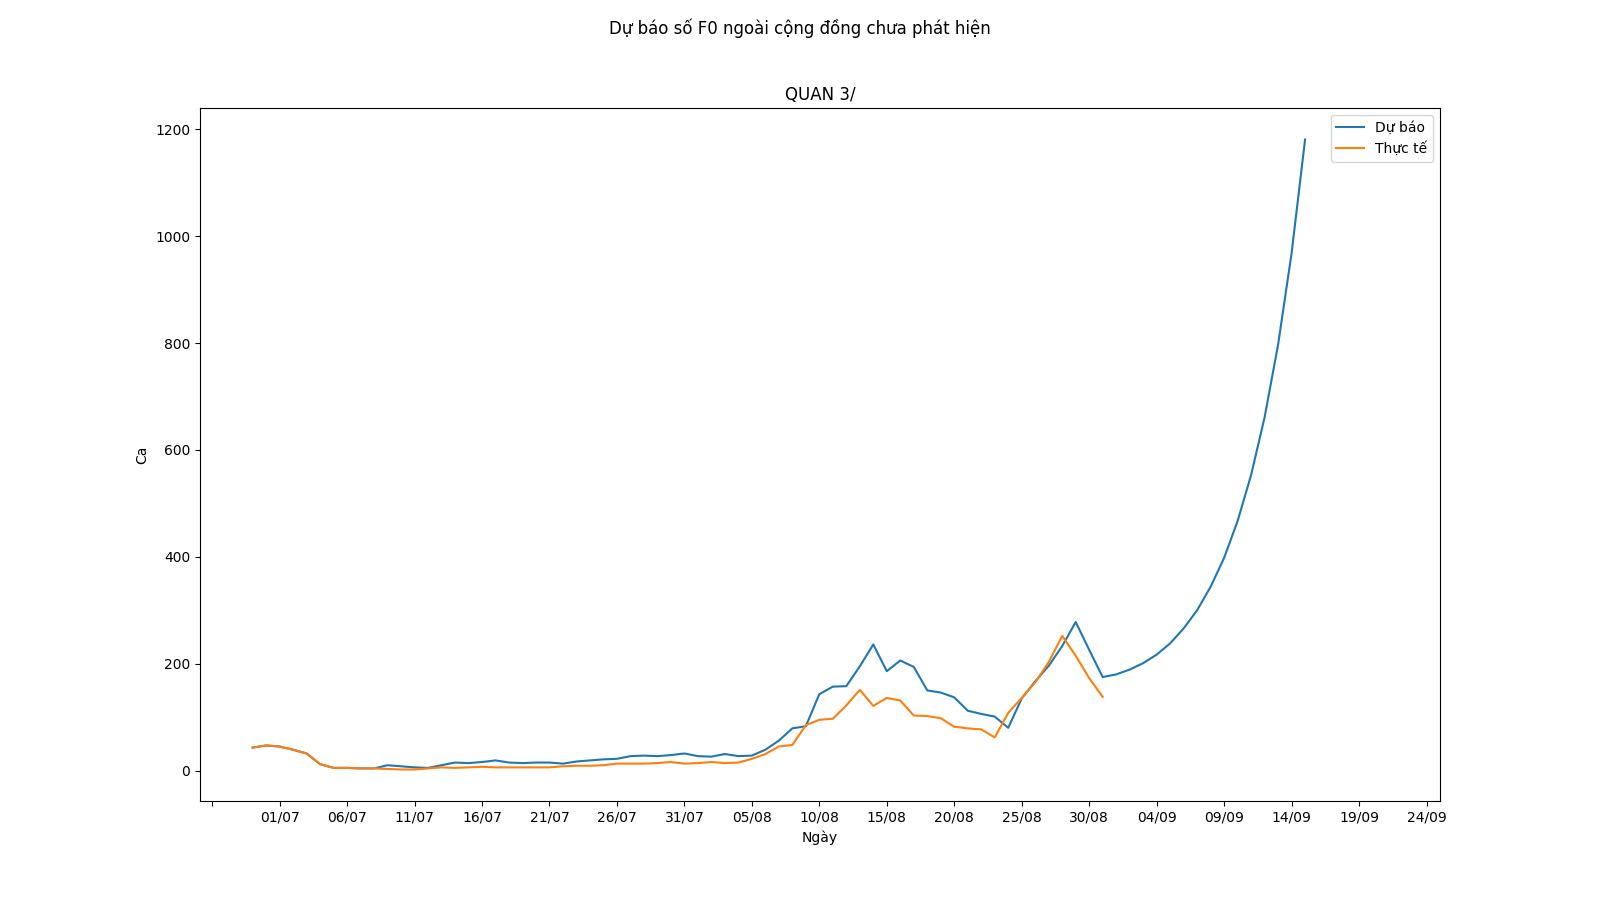 Dự báo số F0 ngoài cộng đồng chưa phát hiện
QUAN 3/
Dự báo
Thực tế
1200
1000
800
600
400
200
0
Ca
01/07 06/07 11/07 16/07 21/07 26/07 31/07 05/08 10/08 15/08 20/08 25/08 30/08 04/09 09/09 14/09 19/09 24/09
Ngày